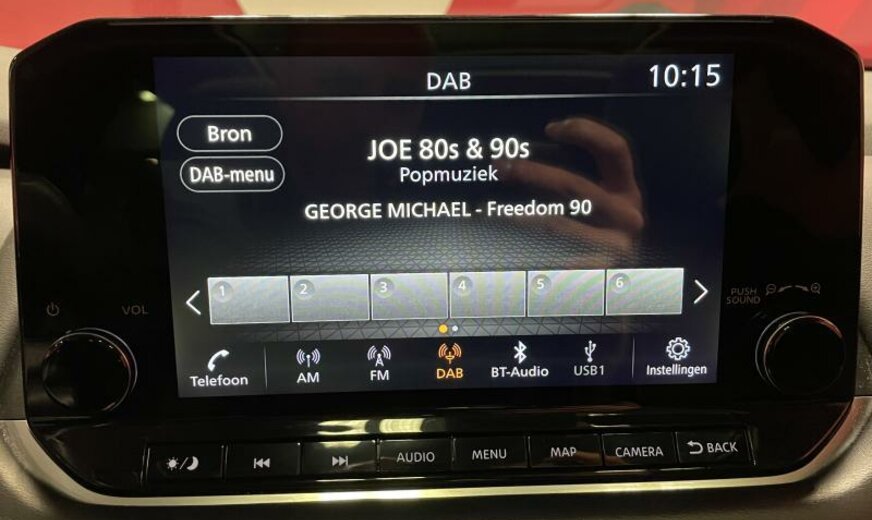 DAB
10:15
Bron
DAB-menu
JOE 80s & 90s
Popmuziek
GEORGE MICHAEL - Freedom 90
1 2 3 4 5 6
VOL
PUSH
SOUND
Telefoon AM FM DAB BT-Audio USB1 Instellingen
AUDIO MENU MAP CAMERA BACK